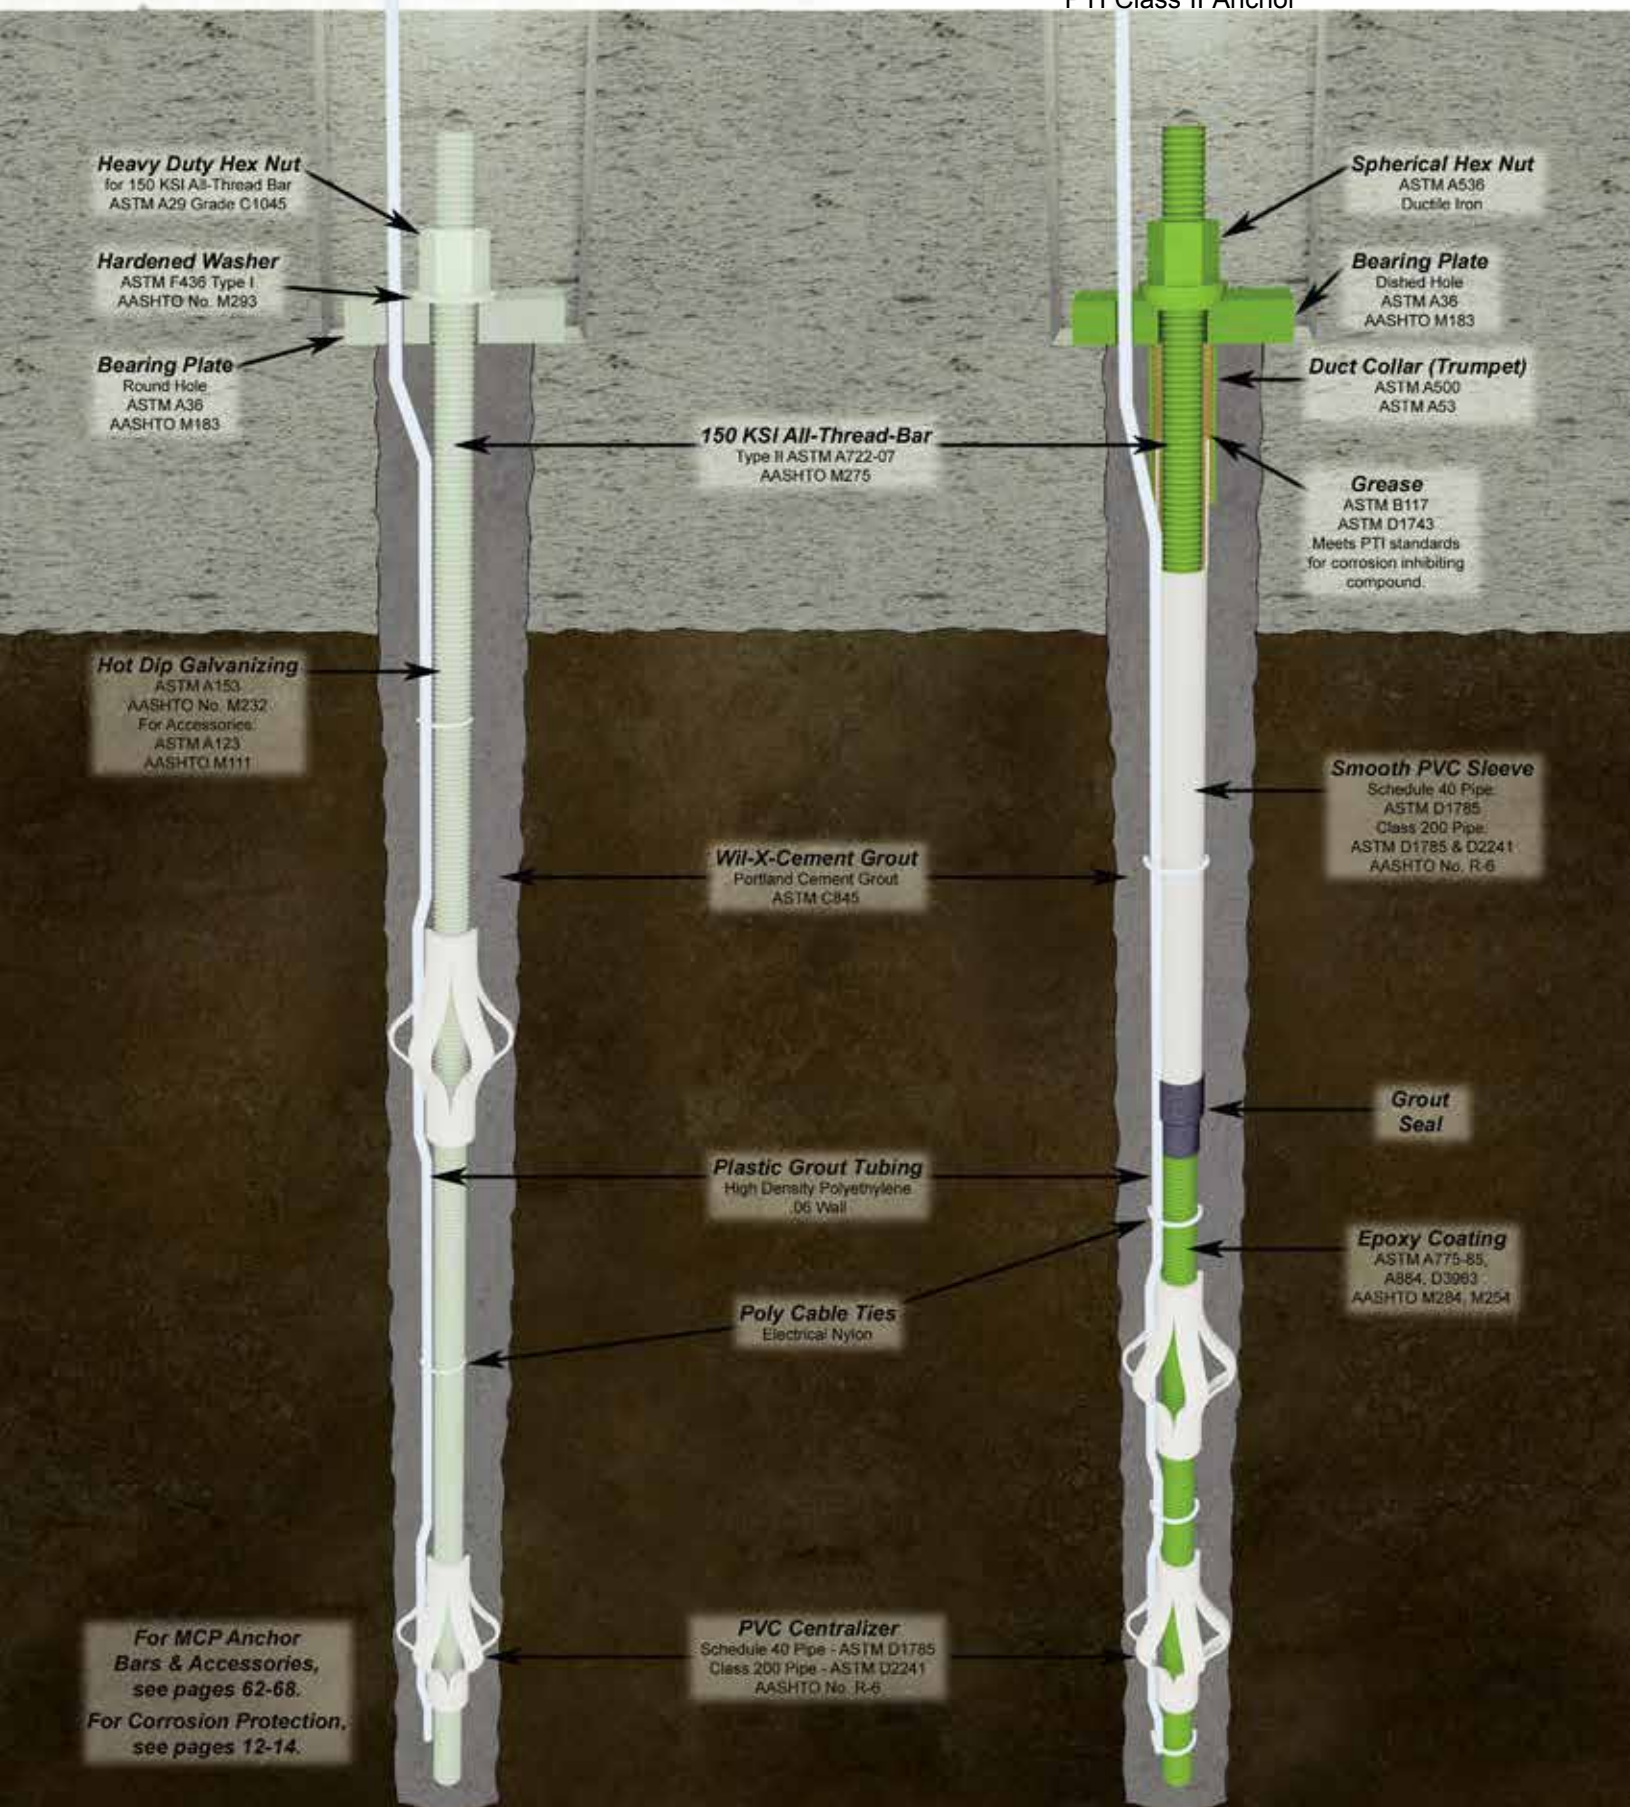 PTI Class II Anchor
Heavy Duty Hex Nut
for 150 KSI All-Thread Bar
ASTM A29 Grade C1045
Hardened Washer
ASTM F436 Type I
AASHTO No. M293
Bearing Plate
Round Hole
ASTM A36
AASHTO M183
Hot Dip Galvanizing
ASTM A153
AASHTO No. M232
For Accessories:
ASTM A123
AASHTO M111
150 KSI All-Thread-Bar
Type II ASTM A722-07
AASHTO M275
Wil-X-Cement Grout
Portland Cement Grout
ASTM C845
Plastic Grout Tubing
High Density Polyethylene
.06 Wall
Poly Cable Ties
Electrical Nylon
PVC Centralizer
Schedule 40 Pipe - ASTM D1785
Class 200 Pipe - ASTM D2241
AASHTO No. R-6
Spherical Hex Nut
ASTM A536
Ductile Iron
Bearing Plate
Dished Hole
ASTM A36
AASHTO M183
Duct Collar (Trumpet)
ASTM A500
ASTM A53
Grease
ASTM B117
ASTM D1743
Meets PTI standards
for corrosion inhibiting
compound.
Smooth PVC Sleeve
Schedule 40 Pipe:
ASTM D1785
Class 200 Pipe:
ASTM D1785 & D2241
AASHTO No. R-6
Grout
Seal
Epoxy Coating
ASTM A775-85,
A884, D3963
AASHTO M284, M254
For MCP Anchor
Bars & Accessories,
see pages 62-68.
For Corrosion Protection,
see pages 12-14.